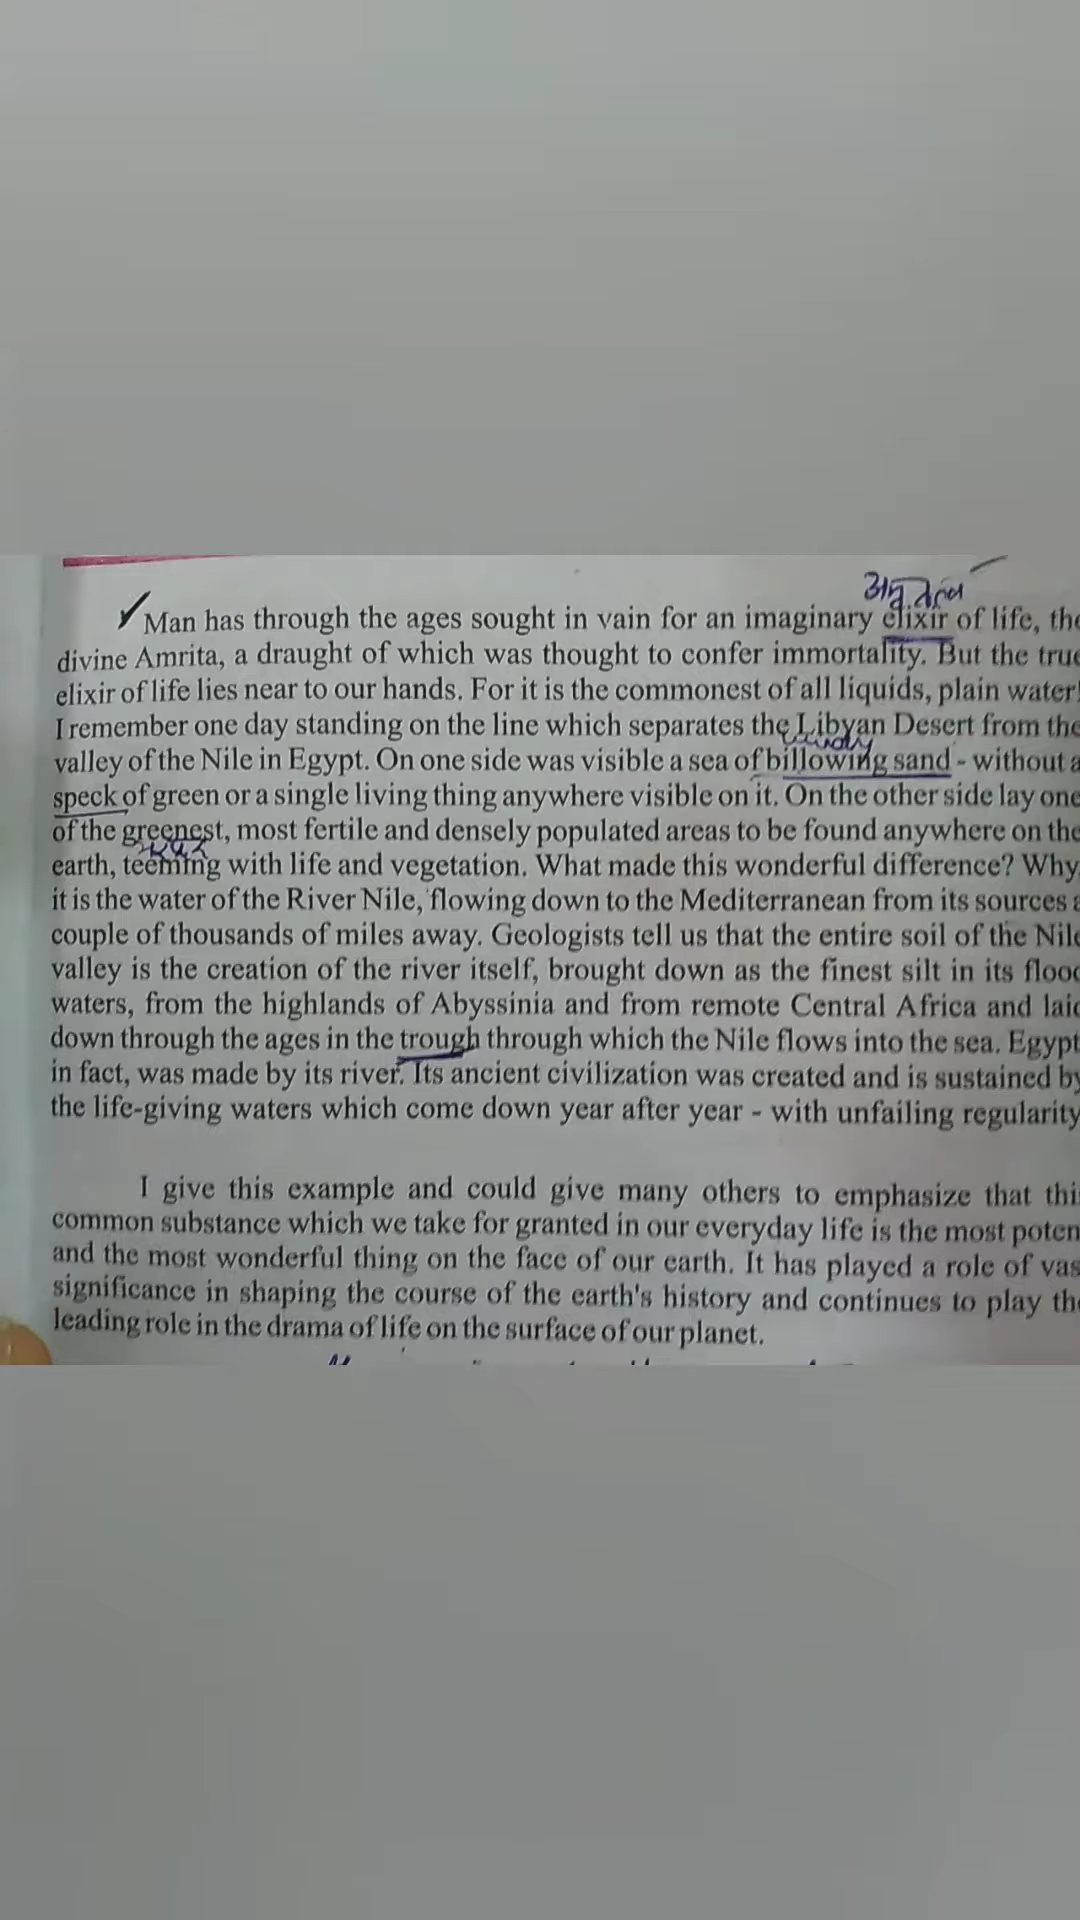 Man has through the ages sought in vain for an imaginary elixir of life, the
divine Amrita, a draught of which was thought to confer immortality. But the true
elixir of life lies near to our hands. For it is the commonest of all liquids, plain water!
I remember one day standing on the line which separates the Libyan Desert from the
valley of the Nile in Egypt. On one side was visible a sea of billowing sand - without a
speck of green or a single living thing anywhere visible on it. On the other side lay one
of the greenest, most fertile and densely populated areas to be found anywhere on the
earth, teeming with life and vegetation. What made this wonderful difference? Why,
it is the water of the River Nile, flowing down to the Mediterranean from its sources a
couple of thousands of miles away. Geologists tell us that the entire soil of the Nile
valley is the creation of the river itself, brought down as the finest silt in its flood
waters, from the highlands of Abyssinia and from remote Central Africa and laid
down through the ages in the trough through which the Nile flows into the sea. Egypt
in fact, was made by its river. Its ancient civilization was created and is sustained by
the life-giving waters which come down year after year - with unfailing regularity
I give this example and could give many others to emphasize that thi
common substance which we take for granted in our everyday life is the most poten
and the most wonderful thing on the face of our earth. It has played a role of vas
significance in shaping the course of the earth's history and continues to play the
leading role in the drama of life on the surface of our planet.